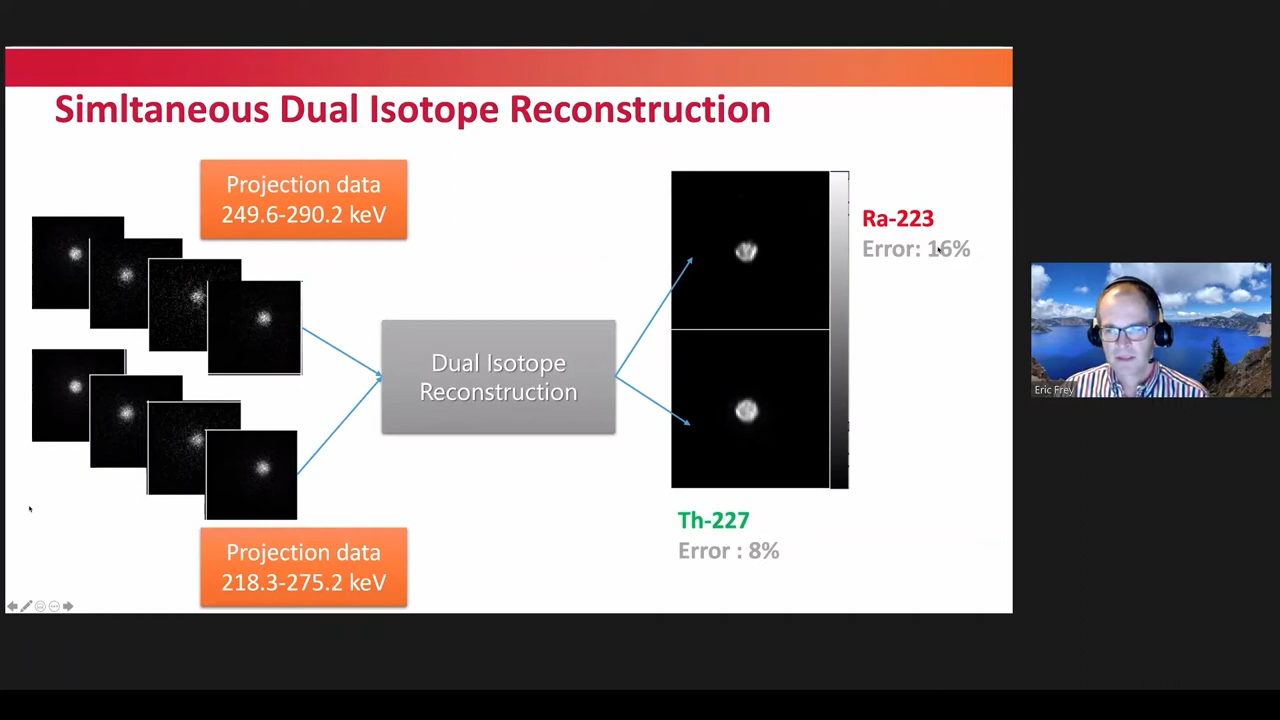 Simltaneous Dual Isotope Reconstruction
Projection data
249.6-290.2 keV
Dual Isotope
Reconstruction
Projection data
218.3-275.2 keV
Ra-223
Error: 16%
Th-227
Error : 8%
Eric Frey